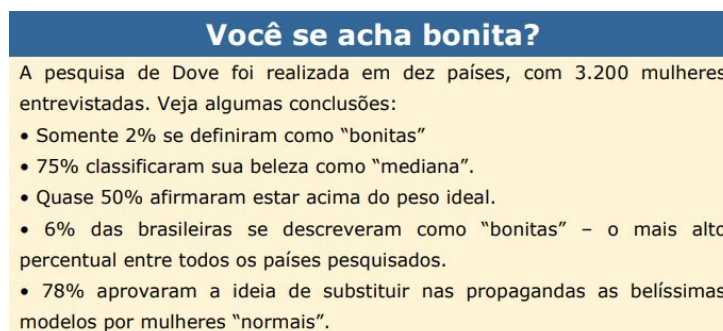 Você se acha bonita?
A pesquisa de Dove foi realizada em dez países, com 3.200 mulheres
entrevistadas. Veja algumas conclusões:
• Somente 2% se definiram como “bonitas”
• 75% classificaram sua beleza como “mediana”.
• Quase 50% afirmaram estar acima do peso ideal.
• 6% das brasileiras se descreveram como “bonitas” – o mais alto
percentual entre todos os países pesquisados.
• 78% aprovaram a ideia de substituir nas propagandas as belíssimas
modelos por mulheres “normais”.